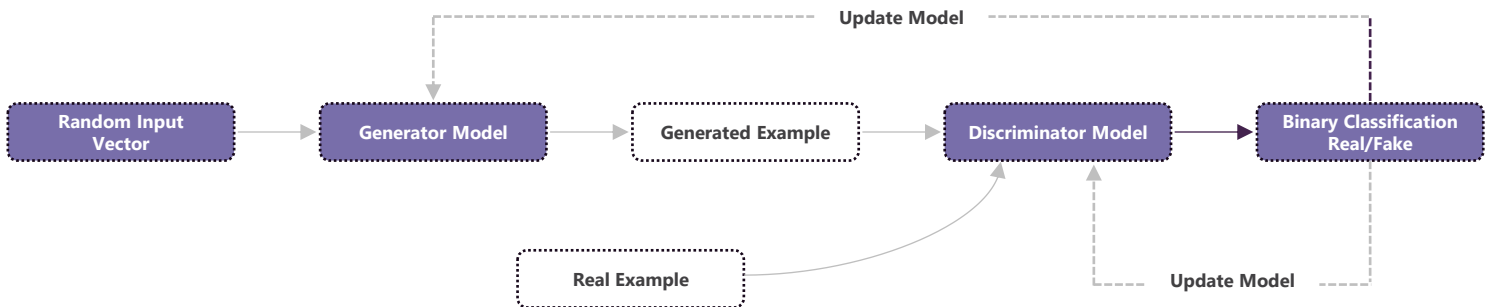 Update Model
Random Input
Vector
Generator Model
Generated Example
Discriminator Model
Binary Classification
Real/Fake
Real Example
Update Model